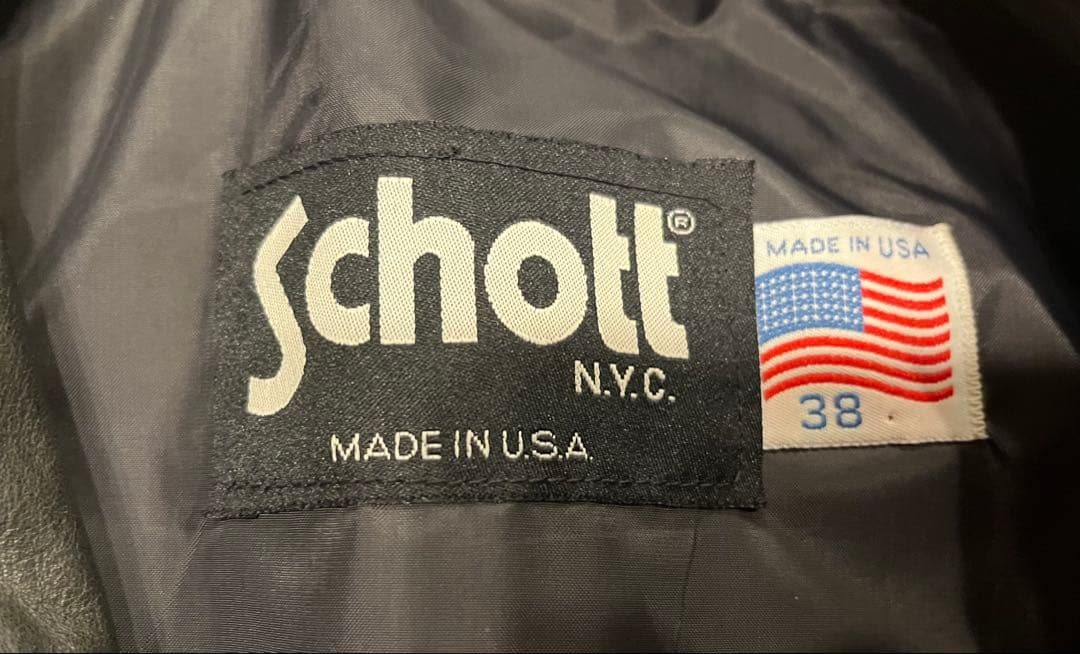 Schott®
N.Y.C.
MADE IN U.S.A.
MADE IN USA
38